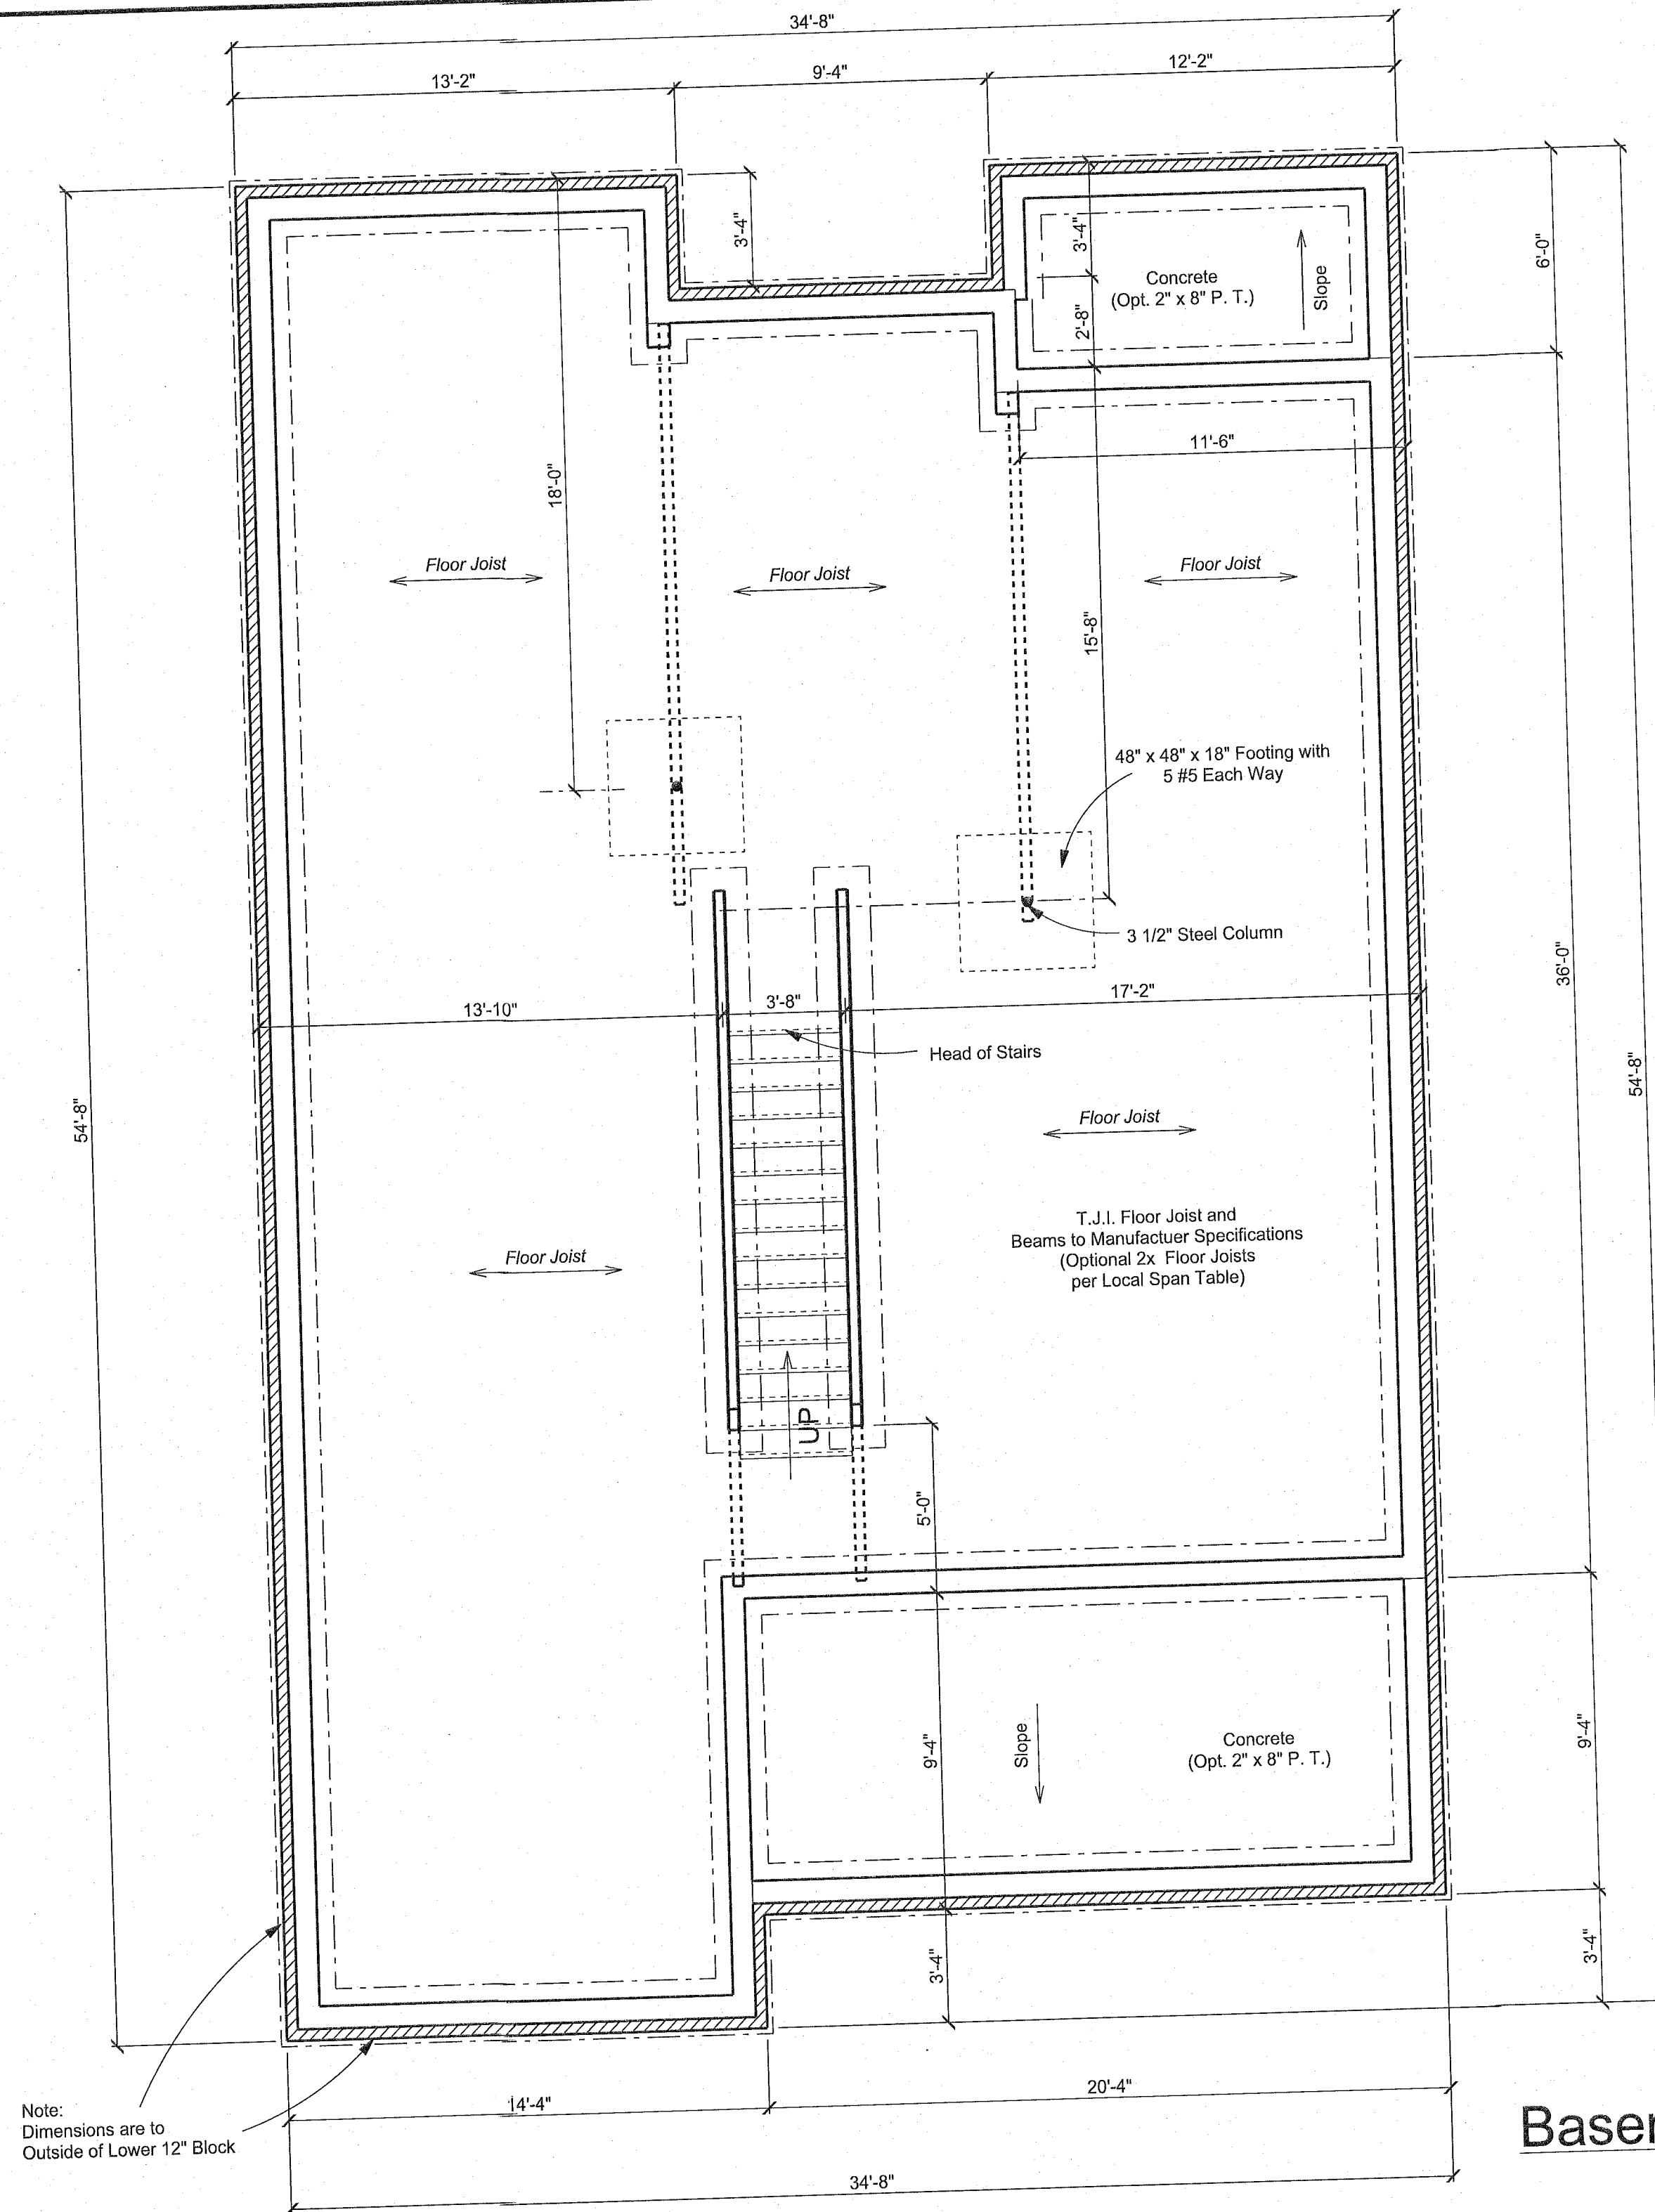 34'-8"
13'-2"
9'-4"
12'-2"
3'-4"
3'-4"
2'-8"
Concrete
(Opt. 2" x 8" P. T.)
Slope
6'-0"
11'-6"
18'-0"
Floor Joist
Floor Joist
Floor Joist
15'-8"
48" x 48" x 18" Footing with
5 #5 Each Way
3 1/2" Steel Column
36'-0"
13'-10"
3'-8"
17'-2"
Head of Stairs
54'-8"
54'-8"
Floor Joist
T.J.I. Floor Joist and
Beams to Manufactuer Specifications
(Optional 2x Floor Joists
per Local Span Table)
Floor Joist
UP
5'-0"
9'-4"
Slope
Concrete
(Opt. 2" x 8" P. T.)
9'-4"
3'-4"
3'-4"
Note:
Dimensions are to
Outside of Lower 12" Block
14'-4"
20'-4"
34'-8"